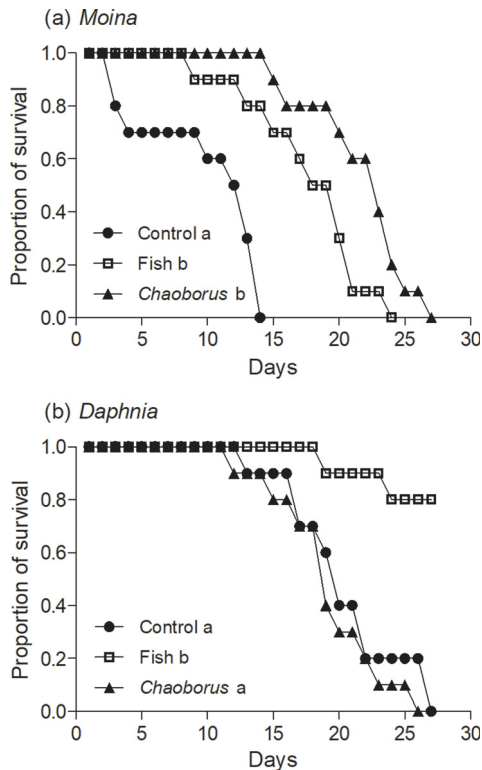 (a) Moina
Proportion of survival
1.0
0.8
0.6
0.4
0.2
0.0
Control a
Fish b
Chaoborus b
0 5 10 15 20 25 30
Days
(b) Daphnia
Proportion of survival
1.0
0.8
0.6
0.4
0.2
0.0
Control a
Fish b
Chaoborus a
0 5 10 15 20 25 30
Days